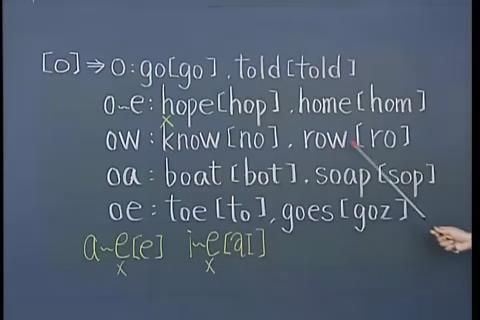 [o] ⇒ o : go[go] , told[told]
o~e : hope[hop] , home[hom]
x
ow : know[no] , row[ro]
oa : boat[bot] , soap[sop]
oe : toe[to] , goes[goz]
a~e[e] i~e[aI]
x x